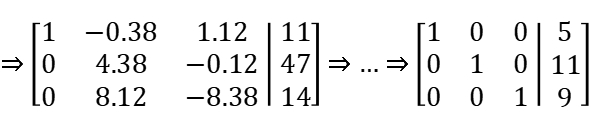 ⇒ [1 −0.38 1.12 | 11] ⇒ ... ⇒ [1 0 0 | 5]
[0 4.38 −0.12 | 47] [0 1 0 | 11]
[0 8.12 −8.38 | 14] [0 0 1 | 9]